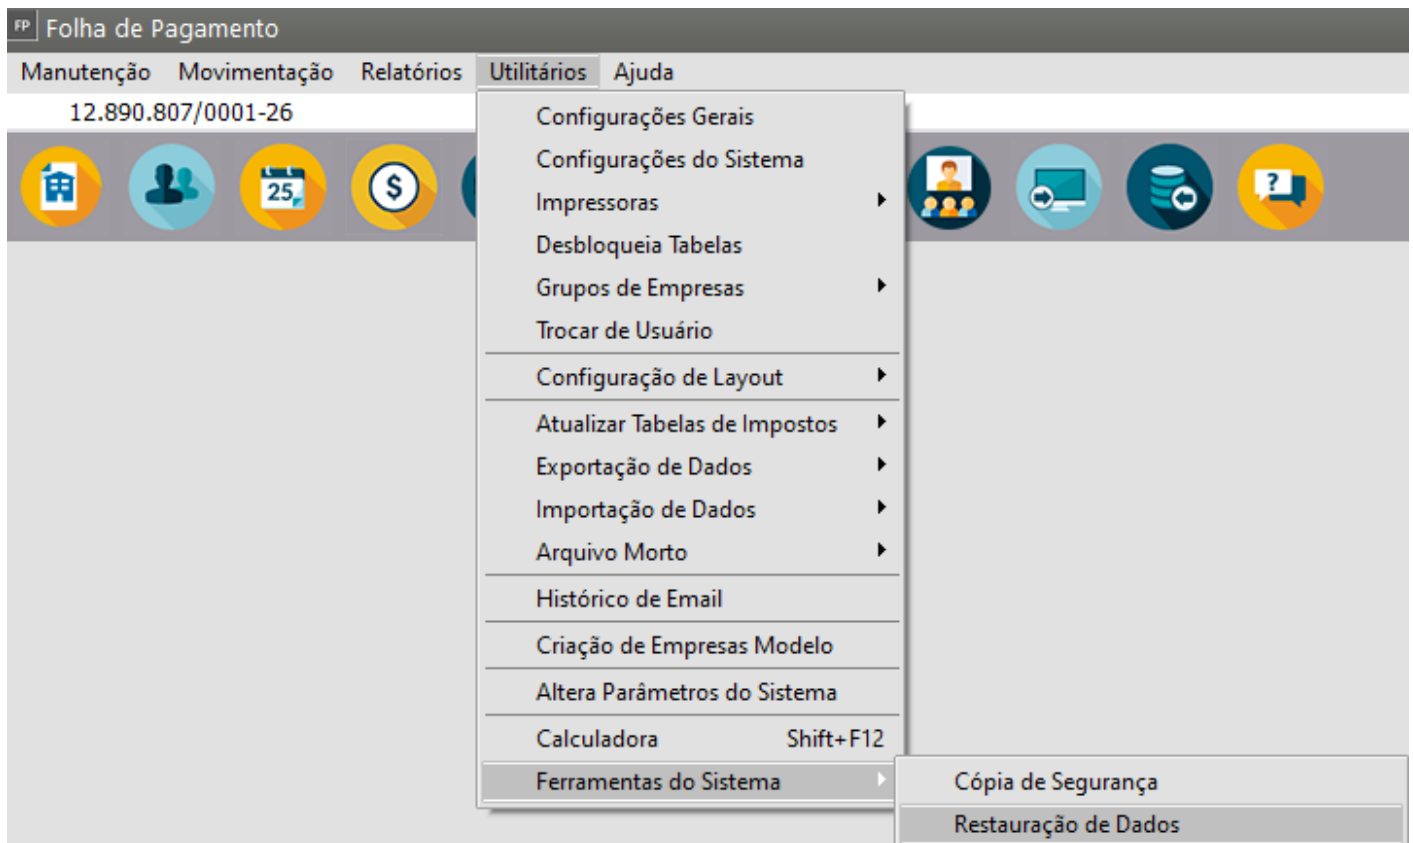 FP Folha de Pagamento
Manutenção Movimentação Relatórios Utilitários Ajuda
12.890.807/0001-26
25
$
?
Configurações Gerais
Configurações do Sistema
Impressoras
Desbloqueia Tabelas
Grupos de Empresas
Trocar de Usuário
Configuração de Layout
Atualizar Tabelas de Impostos
Exportação de Dados
Importação de Dados
Arquivo Morto
Histórico de Email
Criação de Empresas Modelo
Altera Parâmetros do Sistema
Calculadora Shift+F12
Ferramentas do Sistema
Cópia de Segurança
Restauração de Dados